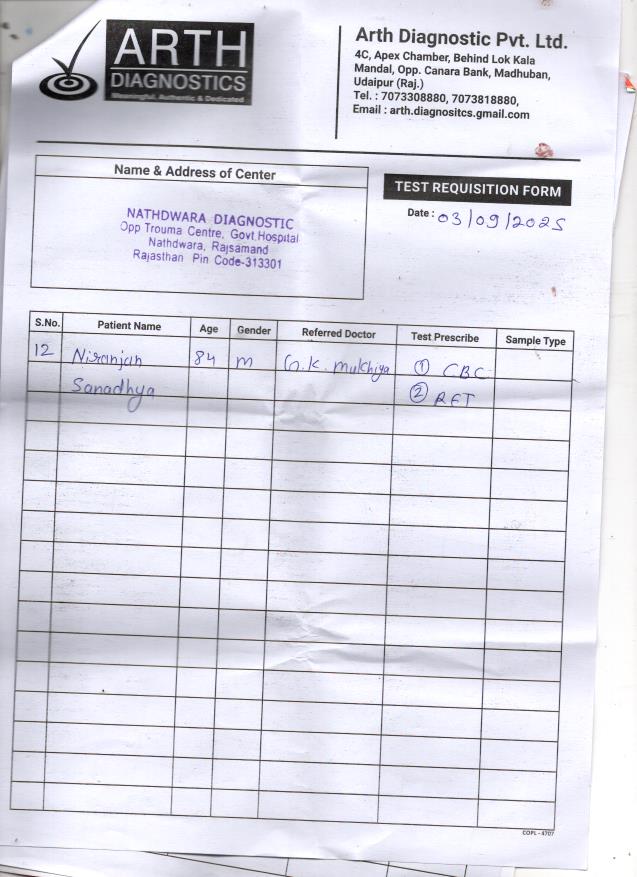 ARTH
DIAGNOSTICS
Meaningful, Authentic & Dedicated
Arth Diagnostic Pvt. Ltd.
4C, Apex Chamber, Behind Lok Kala
Mandal, Opp. Canara Bank, Madhuban,
Udaipur (Raj.)
Tel. : 7073308880, 7073818880,
Email : arth.diagnositcs.gmail.com
Name & Address of Center
NATHDWARA DIAGNOSTIC
Opp Trouma Centre, Govt Hospital
Nathdwara, Rajsamand
Rajasthan Pin Code-313301
TEST REQUISITION FORM
Date : 03/09/2025
S.No. Patient Name Age Gender Referred Doctor Test Prescribe Sample Type
12 Niranjan 84 m G.K. Mukhiya ① CBC
Sanadhya ② RFT
COPL - 4707